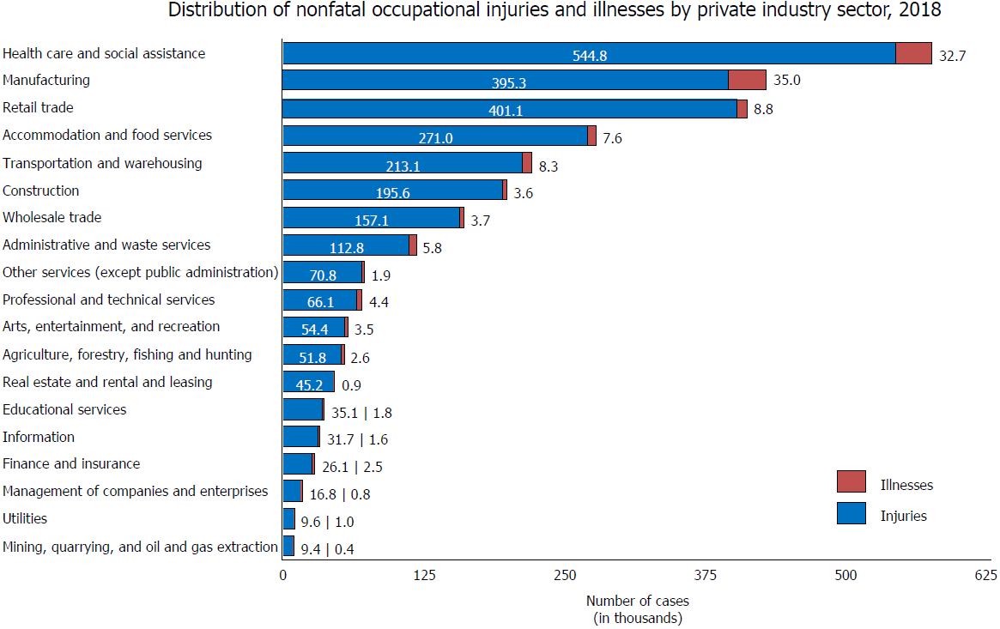 Distribution of nonfatal occupational injuries and illnesses by private industry sector, 2018
Health care and social assistance 544.8 32.7
Manufacturing 395.3 35.0
Retail trade 401.1 8.8
Accommodation and food services 271.0 7.6
Transportation and warehousing 213.1 8.3
Construction 195.6 3.6
Wholesale trade 157.1 3.7
Administrative and waste services 112.8 5.8
Other services (except public administration) 70.8 1.9
Professional and technical services 66.1 4.4
Arts, entertainment, and recreation 54.4 3.5
Agriculture, forestry, fishing and hunting 51.8 2.6
Real estate and rental and leasing 45.2 0.9
Educational services 35.1 | 1.8
Information 31.7 | 1.6
Finance and insurance 26.1 | 2.5
Management of companies and enterprises 16.8 | 0.8
Utilities 9.6 | 1.0
Mining, quarrying, and oil and gas extraction 9.4 | 0.4
Illnesses
Injuries
0 125 250 375 500 625
Number of cases
(in thousands)